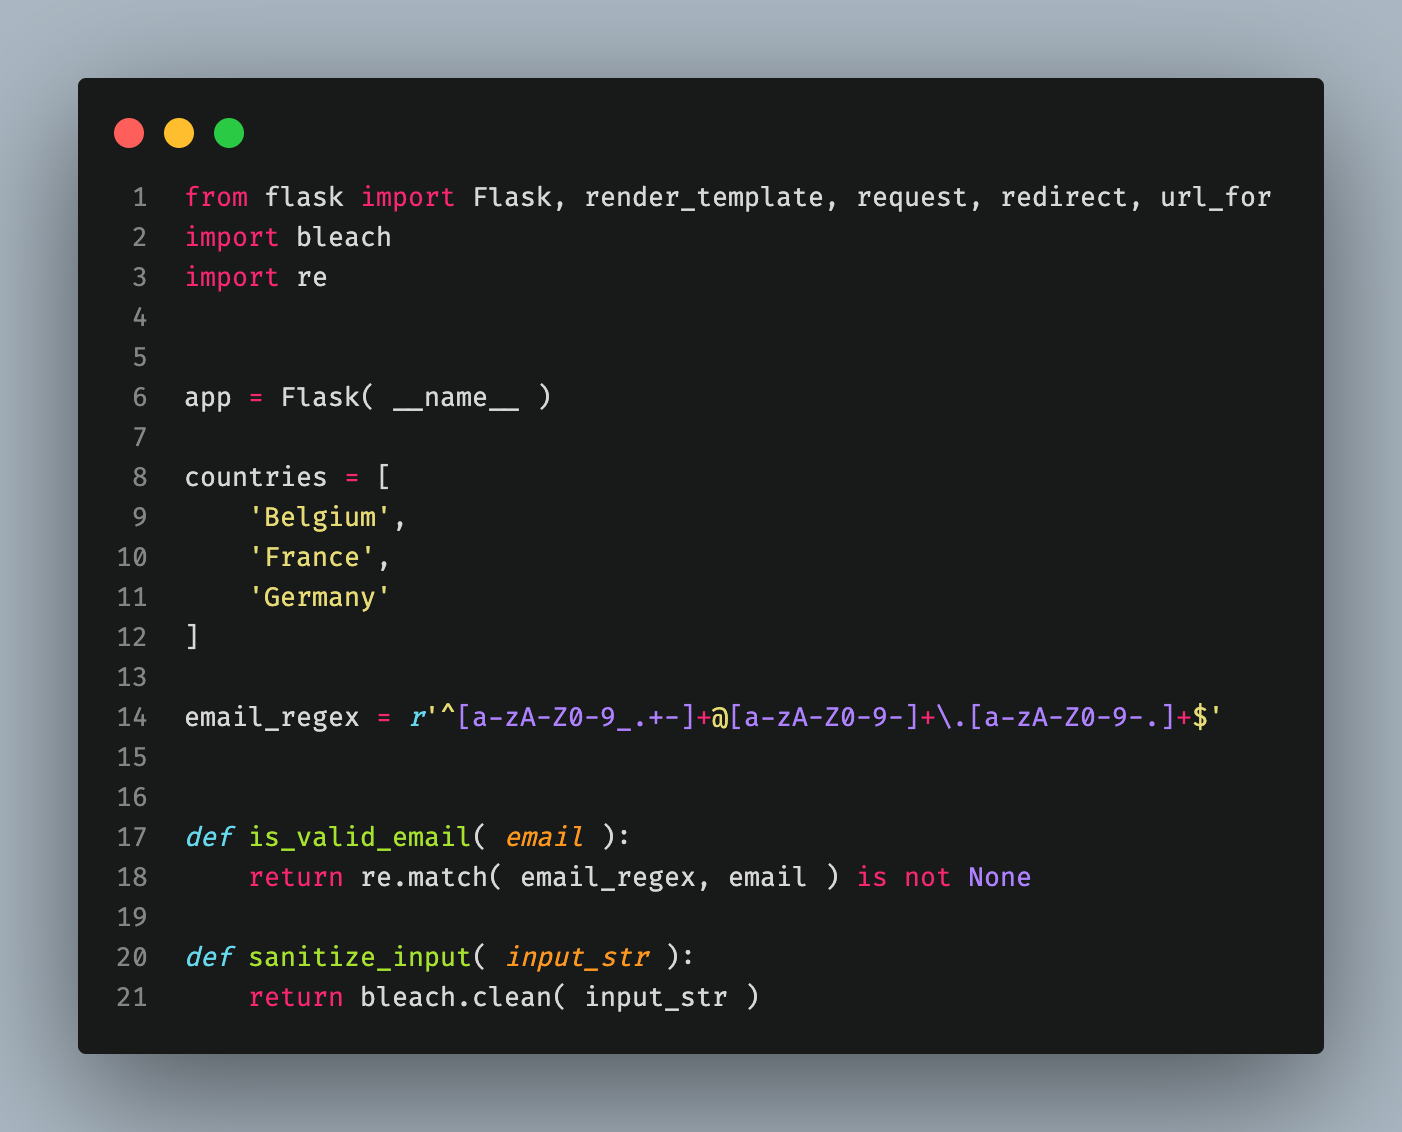 1 from flask import Flask, render_template, request, redirect, url_for
2 import bleach
3 import re
4
5
6 app = Flask( __name__ )
7
8 countries = [
9     'Belgium',
10     'France',
11     'Germany'
12 ]
13
14 email_regex = r'^[a-zA-Z0-9_.+-]+@[a-zA-Z0-9-]+\.[a-zA-Z0-9-.]+$'
15
16
17 def is_valid_email( email ):
18     return re.match( email_regex, email ) is not None
19
20 def sanitize_input( input_str ):
21     return bleach.clean( input_str )